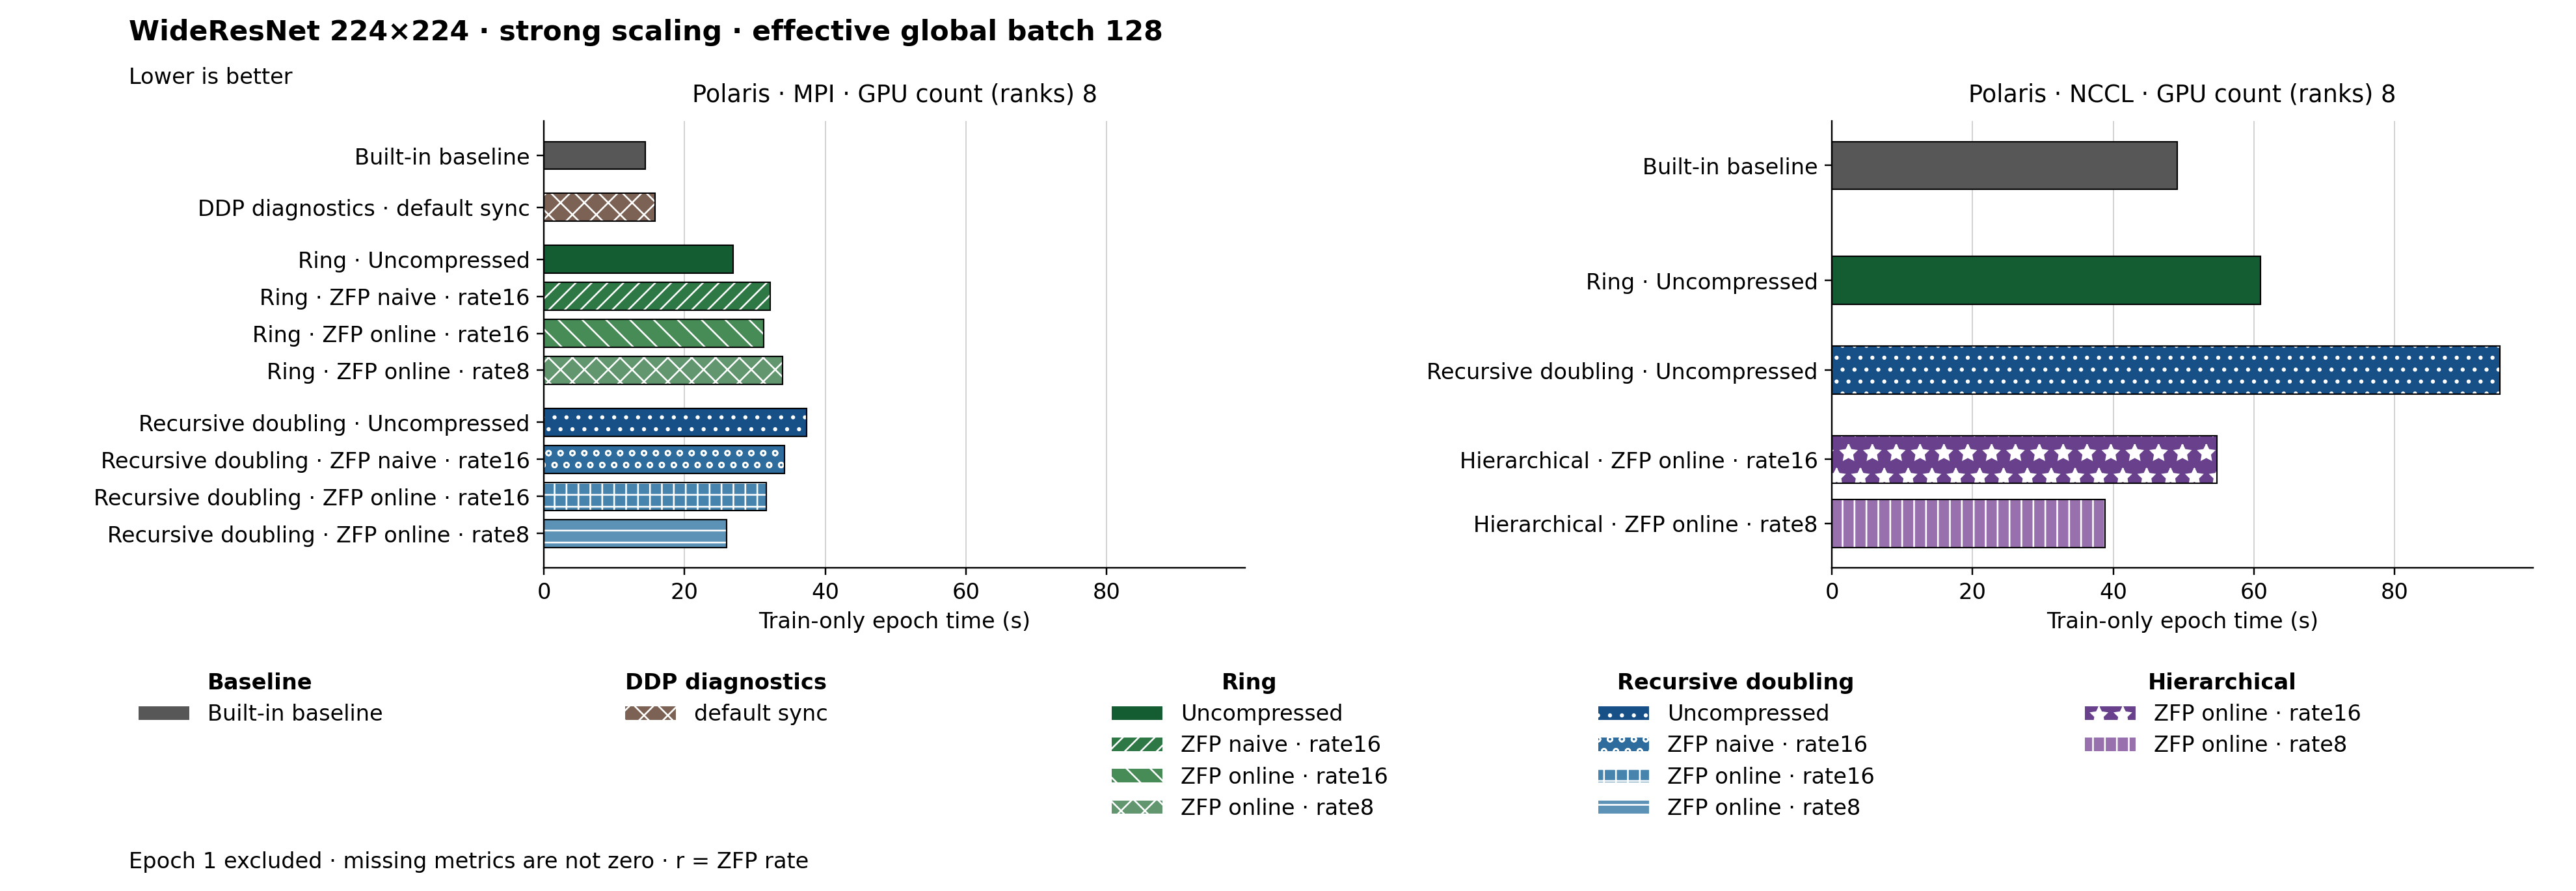 WideResNet 224×224 · strong scaling · effective global batch 128
Lower is better
Polaris · MPI · GPU count (ranks) 8
Built-in baseline
DDP diagnostics · default sync
Ring · Uncompressed
Ring · ZFP naive · rate16
Ring · ZFP online · rate16
Ring · ZFP online · rate8
Recursive doubling · Uncompressed
Recursive doubling · ZFP naive · rate16
Recursive doubling · ZFP online · rate16
Recursive doubling · ZFP online · rate8
0 20 40 60 80
Train-only epoch time (s)
Polaris · NCCL · GPU count (ranks) 8
Built-in baseline
Ring · Uncompressed
Recursive doubling · Uncompressed
Hierarchical · ZFP online · rate16
Hierarchical · ZFP online · rate8
0 20 40 60 80
Train-only epoch time (s)
Baseline
Built-in baseline
DDP diagnostics
default sync
Ring
Uncompressed
ZFP naive · rate16
ZFP online · rate16
ZFP online · rate8
Recursive doubling
Uncompressed
ZFP naive · rate16
ZFP online · rate16
ZFP online · rate8
Hierarchical
ZFP online · rate16
ZFP online · rate8
Epoch 1 excluded · missing metrics are not zero · r = ZFP rate